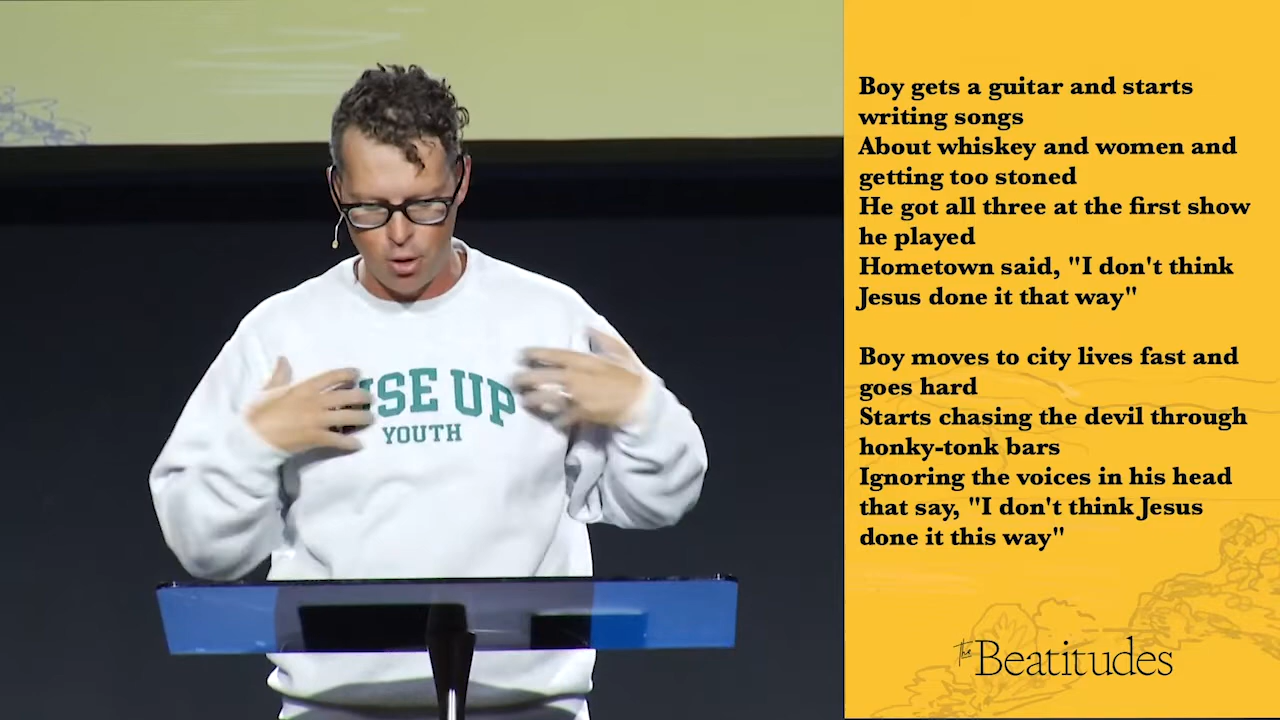 Boy gets a guitar and starts
writing songs
About whiskey and women and
getting too stoned
He got all three at the first show
he played
Hometown said, "I don't think
Jesus done it that way"
Boy moves to city lives fast and
goes hard
Starts chasing the devil through
honky-tonk bars
Ignoring the voices in his head
that say, "I don't think Jesus
done it this way"
the Beatitudes
UP
YOUTH